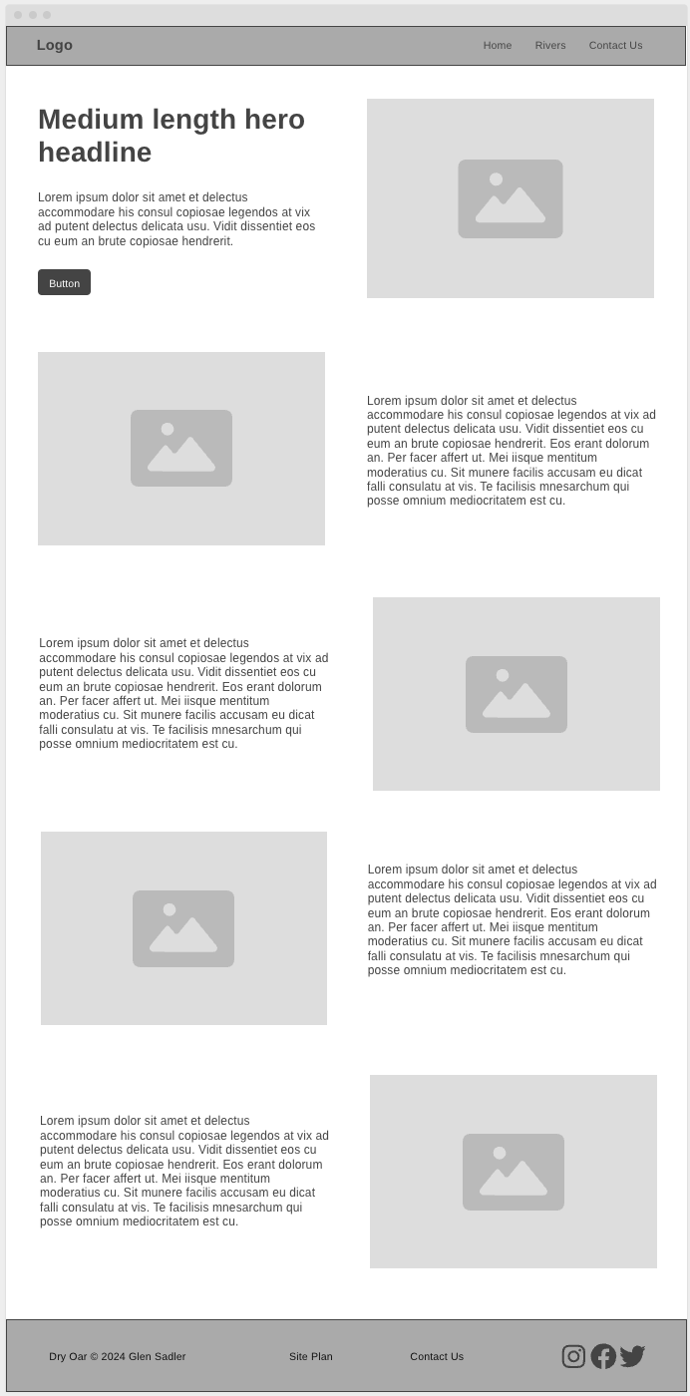 Logo
Home Rivers Contact Us
Medium length hero
headline
Lorem ipsum dolor sit amet et delectus
accommodare his consul copiosae legendos at vix
ad putent delectus delicata usu. Vidit dissentiet eos
cu eum an brute copiosae hendrerit.
Button
Lorem ipsum dolor sit amet et delectus
accommodare his consul copiosae legendos at vix ad
putent delectus delicata usu. Vidit dissentiet eos cu
eum an brute copiosae hendrerit. Eos erant dolorum
an. Per facer affert ut. Mei iisque mentitum
moderatius cu. Sit munere facilis accusam eu dicat
falli consulatu at vis. Te facilisis mnesarchum qui
posse omnium mediocritatem est cu.
Lorem ipsum dolor sit amet et delectus
accommodare his consul copiosae legendos at vix ad
putent delectus delicata usu. Vidit dissentiet eos cu
eum an brute copiosae hendrerit. Eos erant dolorum
an. Per facer affert ut. Mei iisque mentitum
moderatius cu. Sit munere facilis accusam eu dicat
falli consulatu at vis. Te facilisis mnesarchum qui
posse omnium mediocritatem est cu.
Lorem ipsum dolor sit amet et delectus
accommodare his consul copiosae legendos at vix ad
putent delectus delicata usu. Vidit dissentiet eos cu
eum an brute copiosae hendrerit. Eos erant dolorum
an. Per facer affert ut. Mei iisque mentitum
moderatius cu. Sit munere facilis accusam eu dicat
falli consulatu at vis. Te facilisis mnesarchum qui
posse omnium mediocritatem est cu.
Lorem ipsum dolor sit amet et delectus
accommodare his consul copiosae legendos at vix ad
putent delectus delicata usu. Vidit dissentiet eos cu
eum an brute copiosae hendrerit. Eos erant dolorum
an. Per facer affert ut. Mei iisque mentitum
moderatius cu. Sit munere facilis accusam eu dicat
falli consulatu at vis. Te facilisis mnesarchum qui
posse omnium mediocritatem est cu.
Dry Oar © 2024 Glen Sadler Site Plan Contact Us